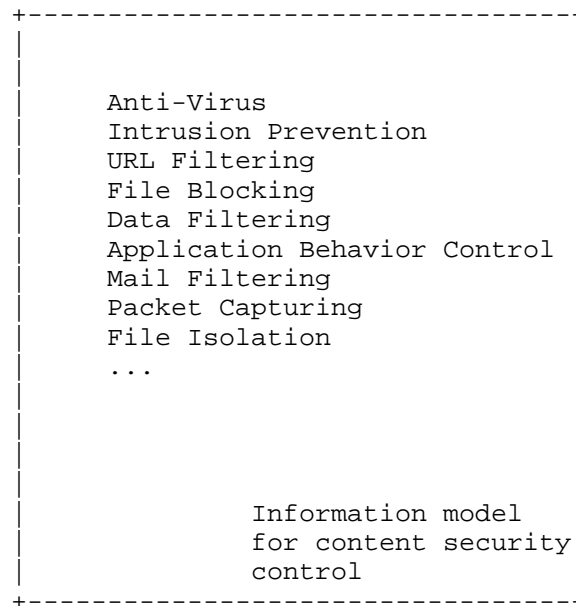 Anti-Virus
Intrusion Prevention
URL Filtering
File Blocking
Data Filtering
Application Behavior Control
Mail Filtering
Packet Capturing
File Isolation
...
Information model
for content security
control